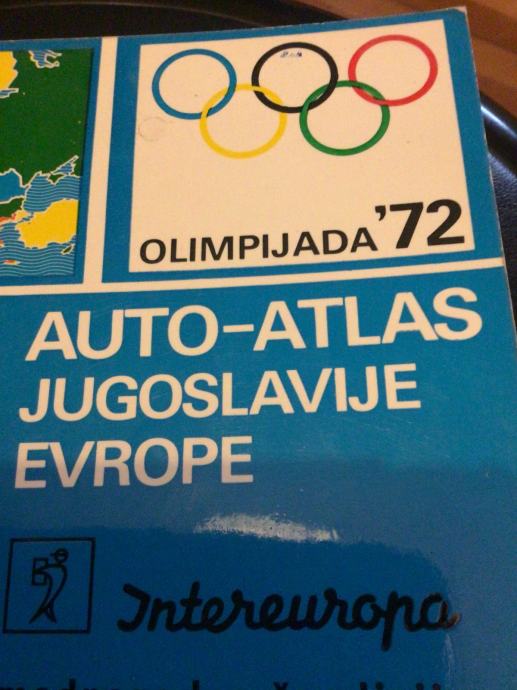 OLIMPIJADA '72
AUTO-ATLAS
JUGOSLAVIJE
EVROPE
Intereuropa